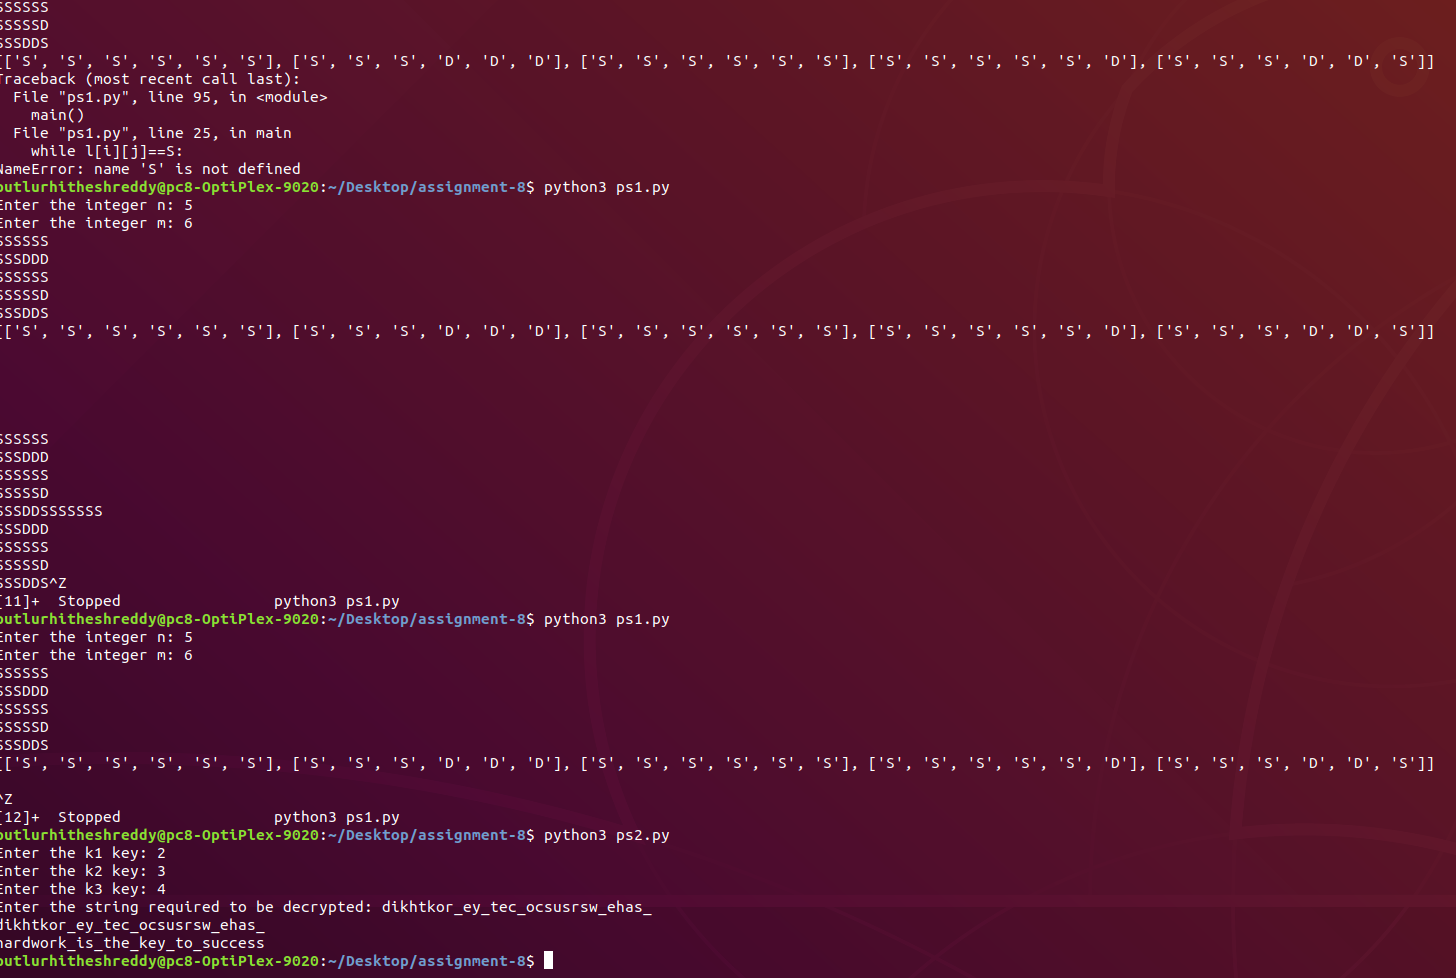 SSSSSS
SSSSSD
SSSDDS
[['S', 'S', 'S', 'S', 'S', 'S'], ['S', 'S', 'S', 'D', 'D', 'D'], ['S', 'S', 'S', 'S', 'S', 'S'], ['S', 'S', 'S', 'S', 'S', 'D'], ['S', 'S', 'S', 'D', 'D', 'S']]
Traceback (most recent call last):
  File "ps1.py", line 95, in <module>
    main()
  File "ps1.py", line 25, in main
    while l[i][j]==S:
NameError: name 'S' is not defined
putlurhitheshreddy@pc8-OptiPlex-9020:~/Desktop/assignment-8$ python3 ps1.py
Enter the integer n: 5
Enter the integer m: 6
SSSSSS
SSSDDD
SSSSSS
SSSSSD
SSSDDS
[['S', 'S', 'S', 'S', 'S', 'S'], ['S', 'S', 'S', 'D', 'D', 'D'], ['S', 'S', 'S', 'S', 'S', 'S'], ['S', 'S', 'S', 'S', 'S', 'D'], ['S', 'S', 'S', 'D', 'D', 'S']]
SSSSSS
SSSDDD
SSSSSS
SSSSSD
SSSDDSSSSSSS
SSSDDD
SSSSSS
SSSSSD
SSSDDS^Z
[11]+  Stopped                 python3 ps1.py
putlurhitheshreddy@pc8-OptiPlex-9020:~/Desktop/assignment-8$ python3 ps1.py
Enter the integer n: 5
Enter the integer m: 6
SSSSSS
SSSDDD
SSSSSS
SSSSSD
SSSDDS
[['S', 'S', 'S', 'S', 'S', 'S'], ['S', 'S', 'S', 'D', 'D', 'D'], ['S', 'S', 'S', 'S', 'S', 'S'], ['S', 'S', 'S', 'S', 'S', 'D'], ['S', 'S', 'S', 'D', 'D', 'S']]
^Z
[12]+  Stopped                 python3 ps1.py
putlurhitheshreddy@pc8-OptiPlex-9020:~/Desktop/assignment-8$ python3 ps2.py
Enter the k1 key: 2
Enter the k2 key: 3
Enter the k3 key: 4
Enter the string required to be decrypted: dikhtkor_ey_tec_ocsusrsw_ehas_
dikhtkor_ey_tec_ocsusrsw_ehas_
hardwork_is_the_key_to_success
putlurhitheshreddy@pc8-OptiPlex-9020:~/Desktop/assignment-8$